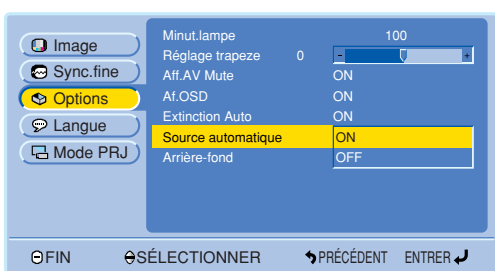 Image
Sync.fine
Options
Langue
Mode PRJ
Minut.lampe 100
Réglage trapeze 0 - +
Aff.AV Mute ON
Af.OSD ON
Extinction Auto ON
Source automatique ON
Arrière-fond OFF
FIN SÉLECTIONNER PRÉCÉDENT ENTRER